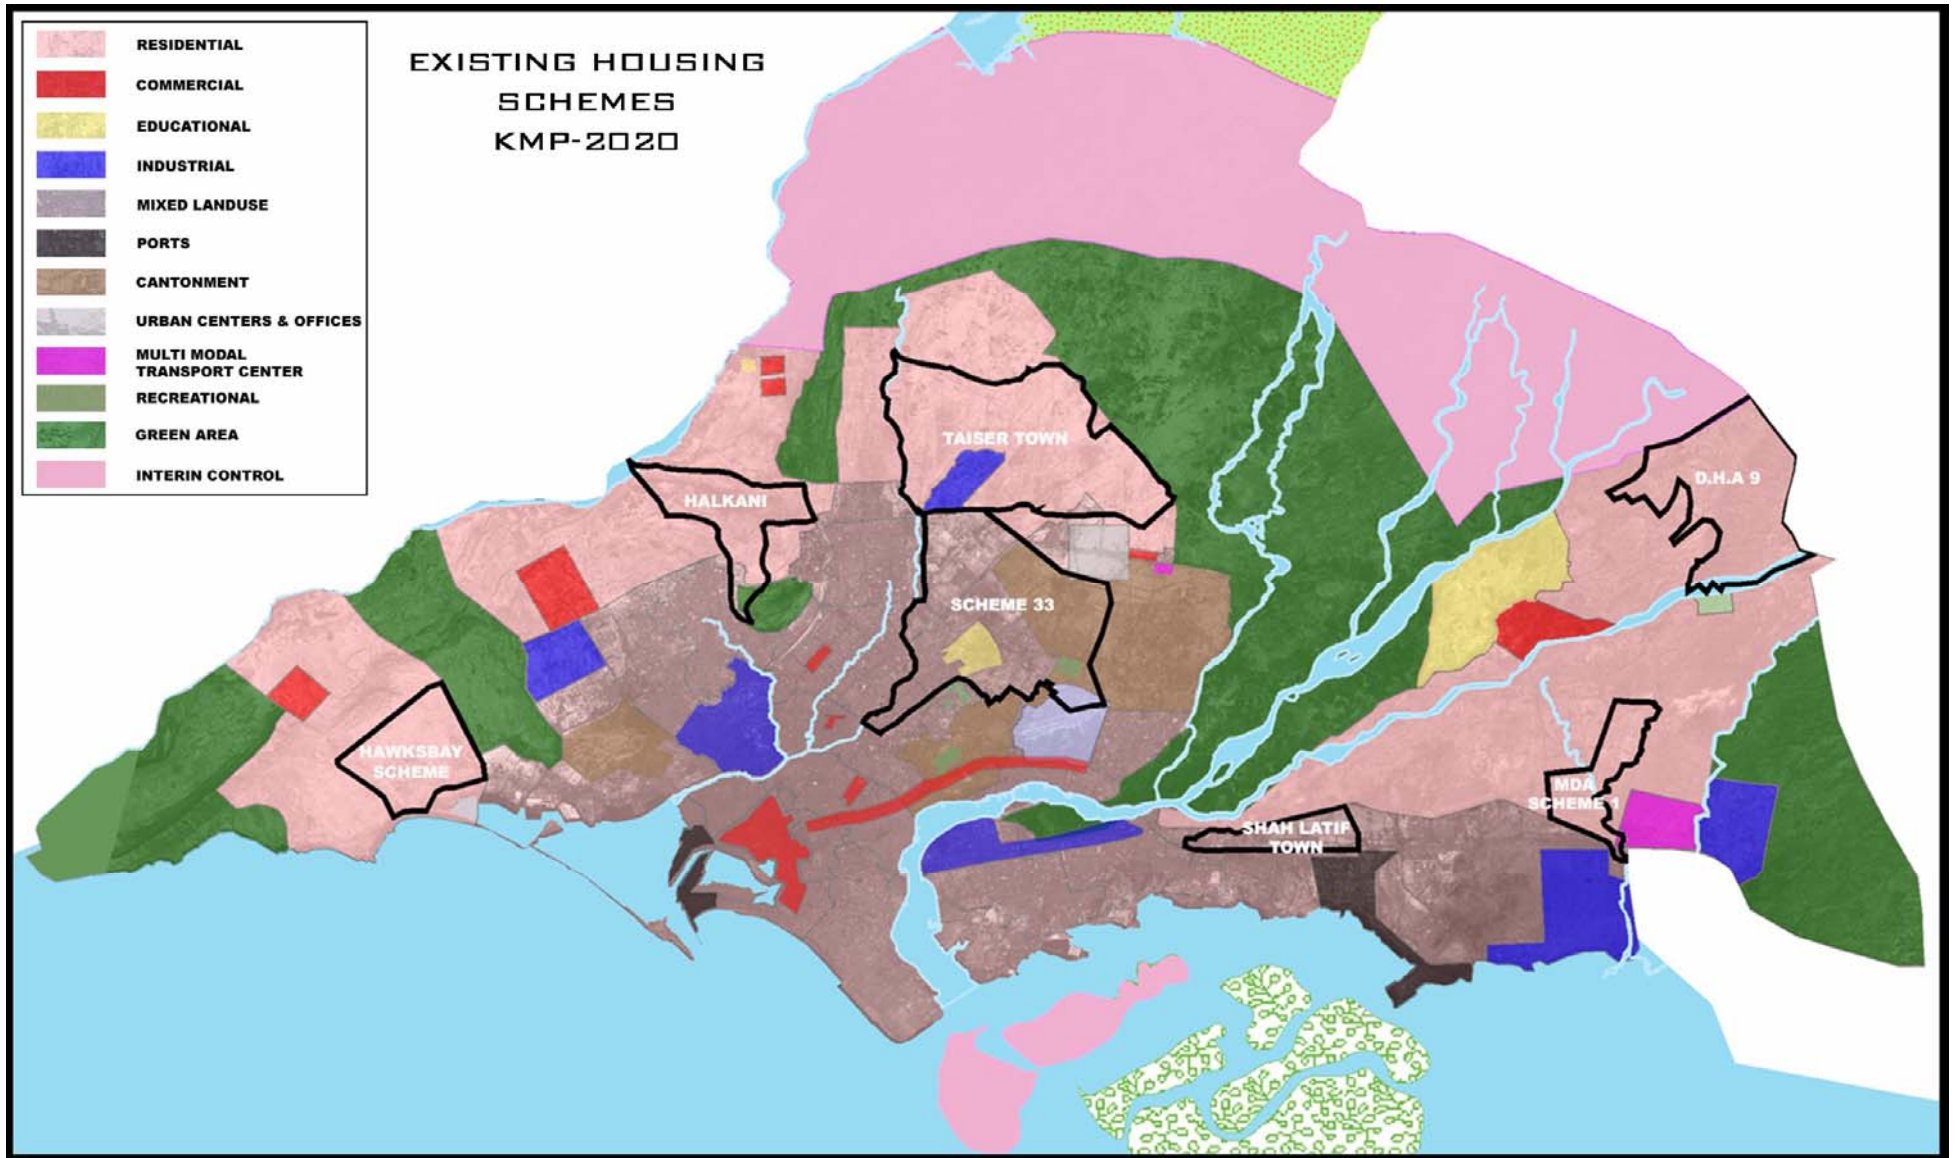 EXISTING HOUSING
SCHEMES
KMP-2020
RESIDENTIAL
COMMERCIAL
EDUCATIONAL
INDUSTRIAL
MIXED LANDUSE
PORTS
CANTONMENT
URBAN CENTERS & OFFICES
MULTI MODAL
TRANSPORT CENTER
RECREATIONAL
GREEN AREA
INTERIN CONTROL
TAISER TOWN
HALKANI
D.H.A 9
SCHEME 33
HAWKSBAY
SCHEME
MDA
SCHEME 1
SHAH LATIF
TOWN